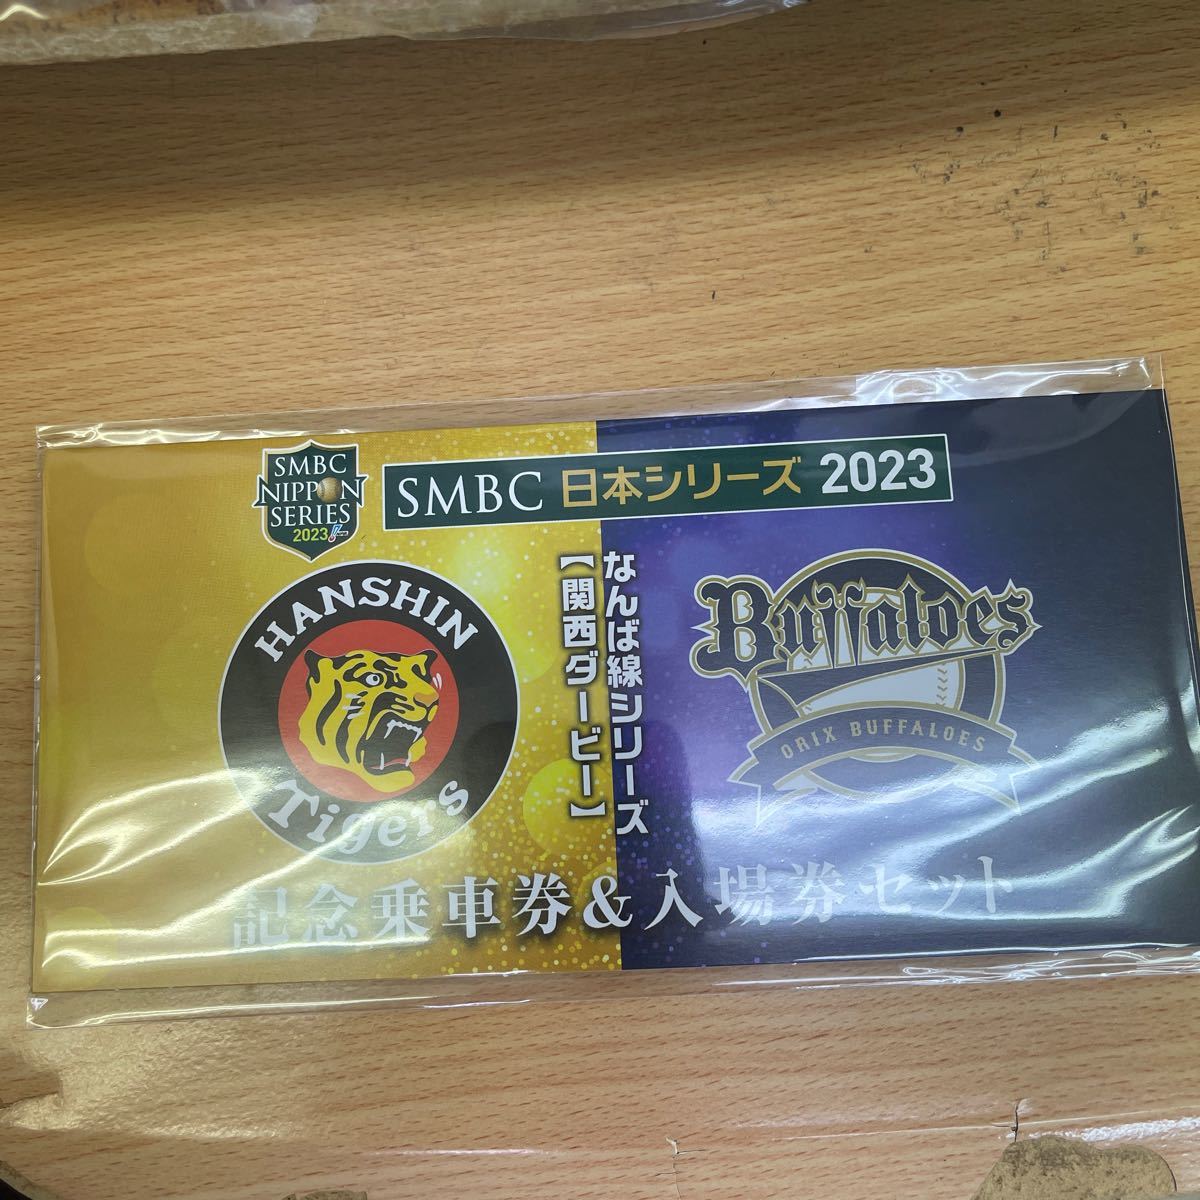 SMBC
NIPPON
SERIES
2023
SMBC 日本シリーズ 2023
なんば線シリーズ
【関西ダービー】
HANSHIN
Tigers
Buffaloes
ORIX BUFFALOES
記念乗車券&入場券セット